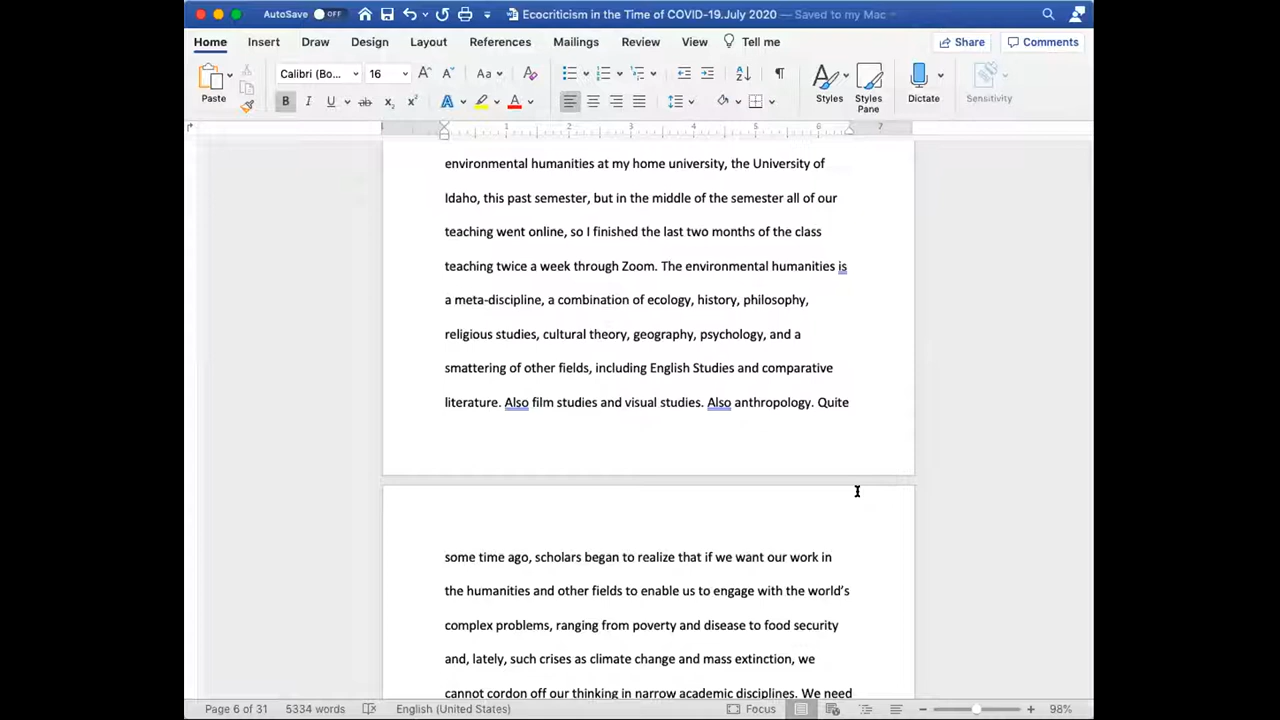 AutoSave OFF Ecocriticism in the Time of COVID-19.July 2020 — Saved to my Mac
Home Insert Draw Design Layout References Mailings Review View Tell me Share Comments
Paste Calibri (Bo... 16 Aa Styles Styles Pane Dictate Sensitivity
1 2 3 4 5 6 7
environmental humanities at my home university, the University of
Idaho, this past semester, but in the middle of the semester all of our
teaching went online, so I finished the last two months of the class
teaching twice a week through Zoom. The environmental humanities is
a meta-discipline, a combination of ecology, history, philosophy,
religious studies, cultural theory, geography, psychology, and a
smattering of other fields, including English Studies and comparative
literature. Also film studies and visual studies. Also anthropology. Quite
some time ago, scholars began to realize that if we want our work in
the humanities and other fields to enable us to engage with the world’s
complex problems, ranging from poverty and disease to food security
and, lately, such crises as climate change and mass extinction, we
cannot cordon off our thinking in narrow academic disciplines. We need
Page 6 of 31 5334 words English (United States) Focus 98%